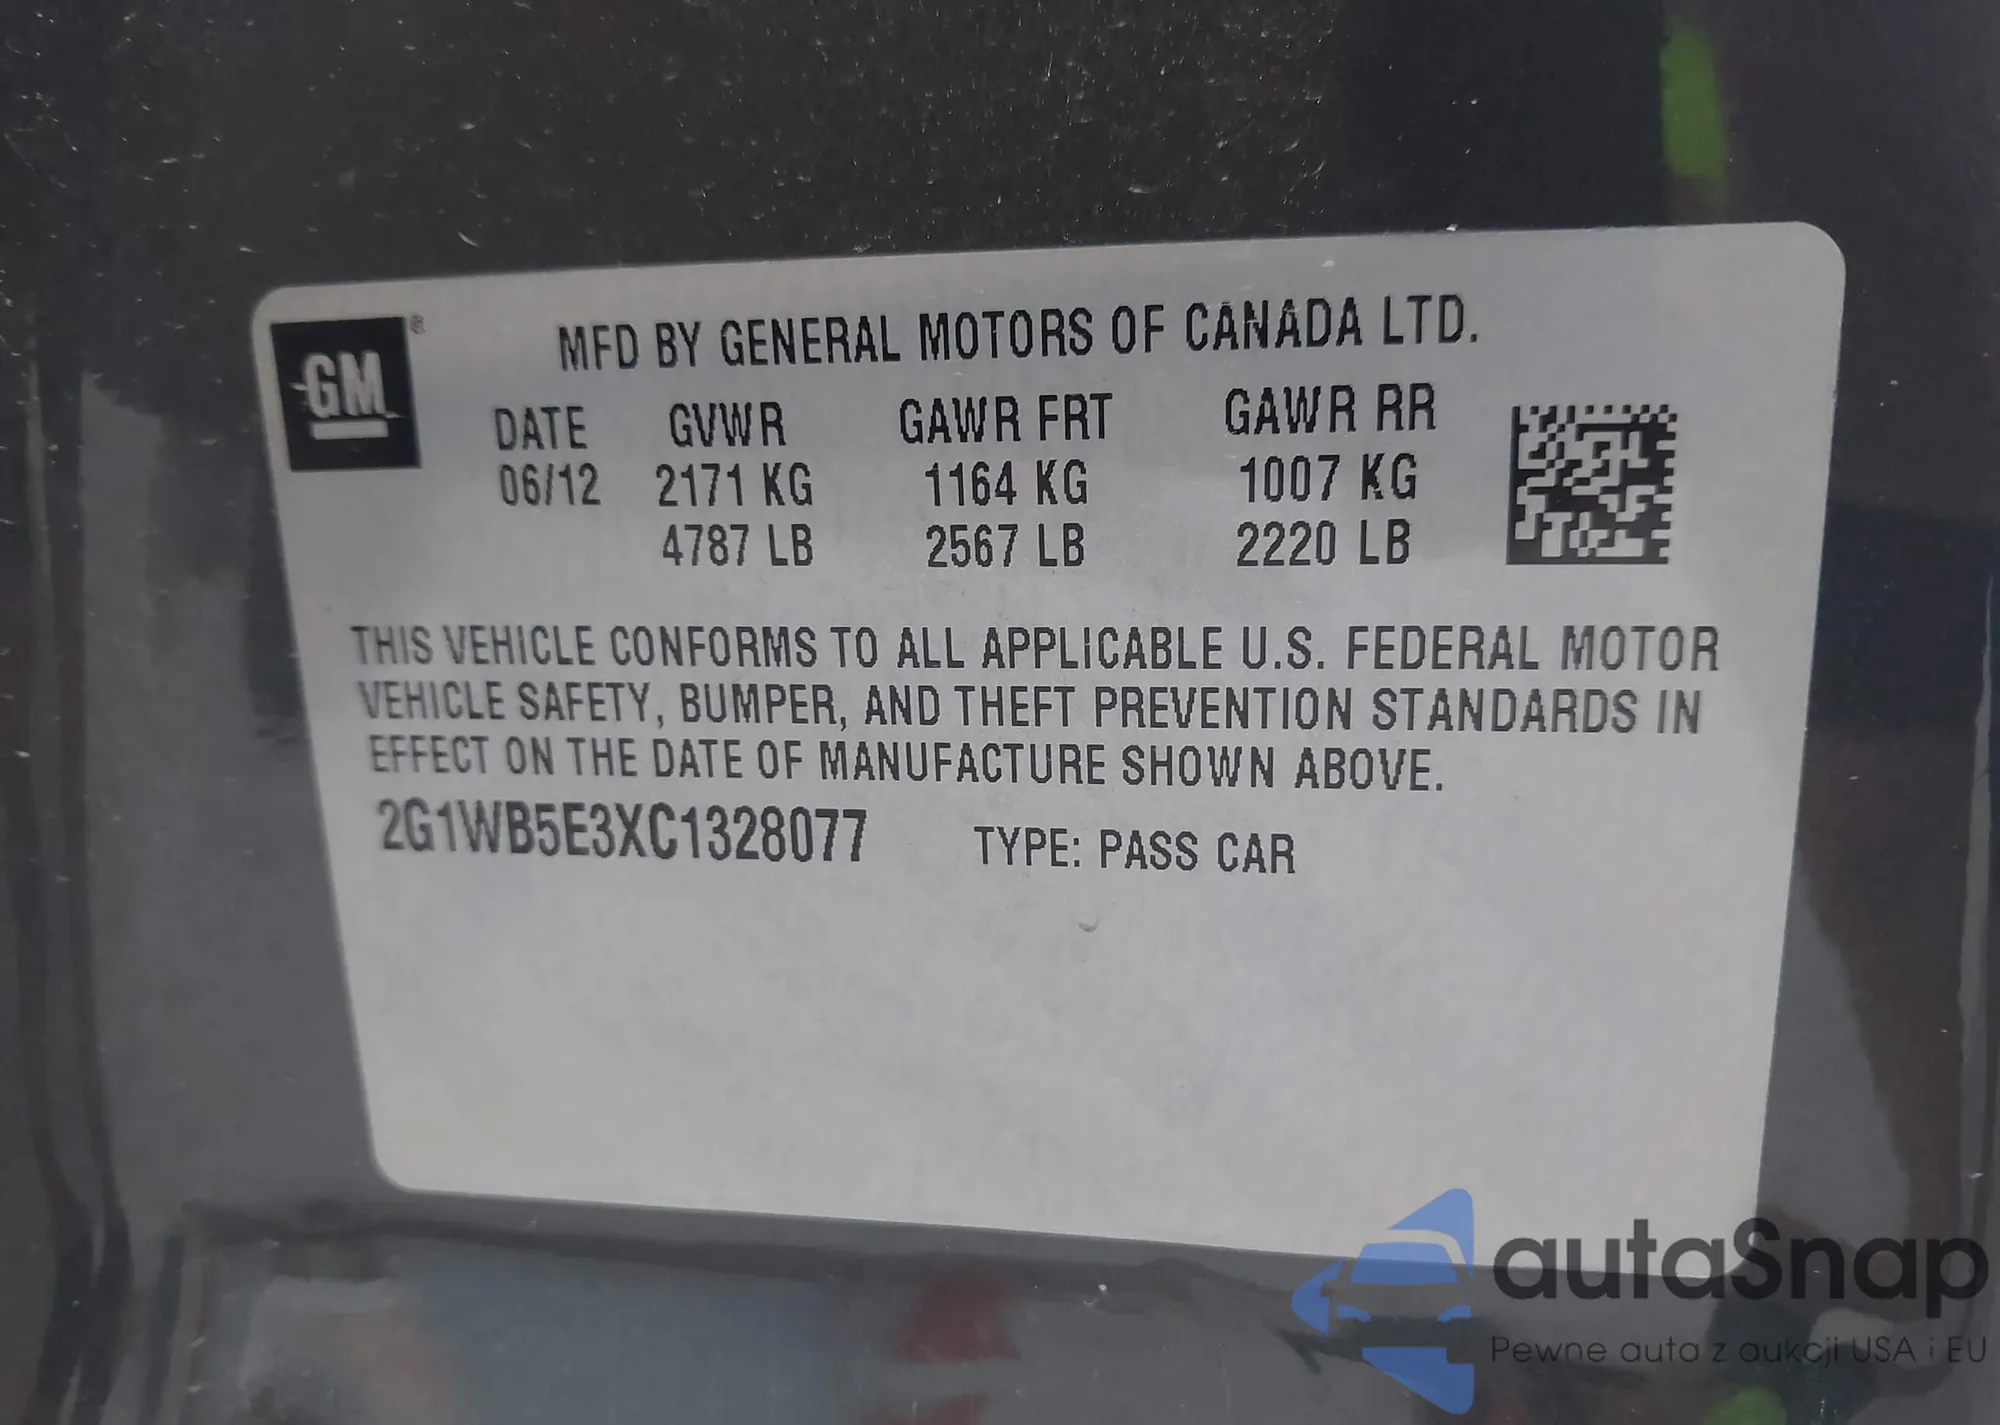 GM®
MFD BY GENERAL MOTORS OF CANADA LTD.
DATE GVWR GAWR FRT GAWR RR
06/12 2171 KG 1164 KG 1007 KG
4787 LB 2567 LB 2220 LB
THIS VEHICLE CONFORMS TO ALL APPLICABLE U.S. FEDERAL MOTOR
VEHICLE SAFETY, BUMPER, AND THEFT PREVENTION STANDARDS IN
EFFECT ON THE DATE OF MANUFACTURE SHOWN ABOVE.
2G1WB5E3XC1328077 TYPE: PASS CAR
autaSnap
Pewne auta z aukcji USA i EU